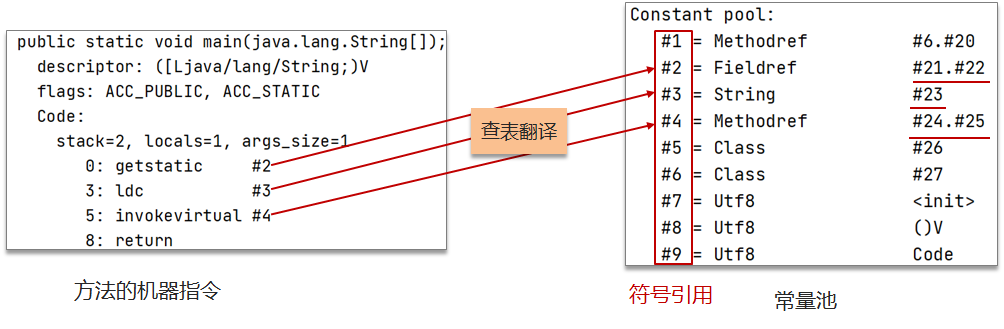 public static void main(java.lang.String[]);
descriptor: ([Ljava/lang/String;)V
flags: ACC_PUBLIC, ACC_STATIC
Code:
stack=2, locals=1, args_size=1
0: getstatic #2
3: ldc #3
5: invokevirtual #4
8: return
方法的机器指令
查表翻译
Constant pool:
#1 = Methodref #6.#20
#2 = Fieldref #21.#22
#3 = String #23
#4 = Methodref #24.#25
#5 = Class #26
#6 = Class #27
#7 = Utf8 <init>
#8 = Utf8 ()V
#9 = Utf8 Code
符号引用
常量池